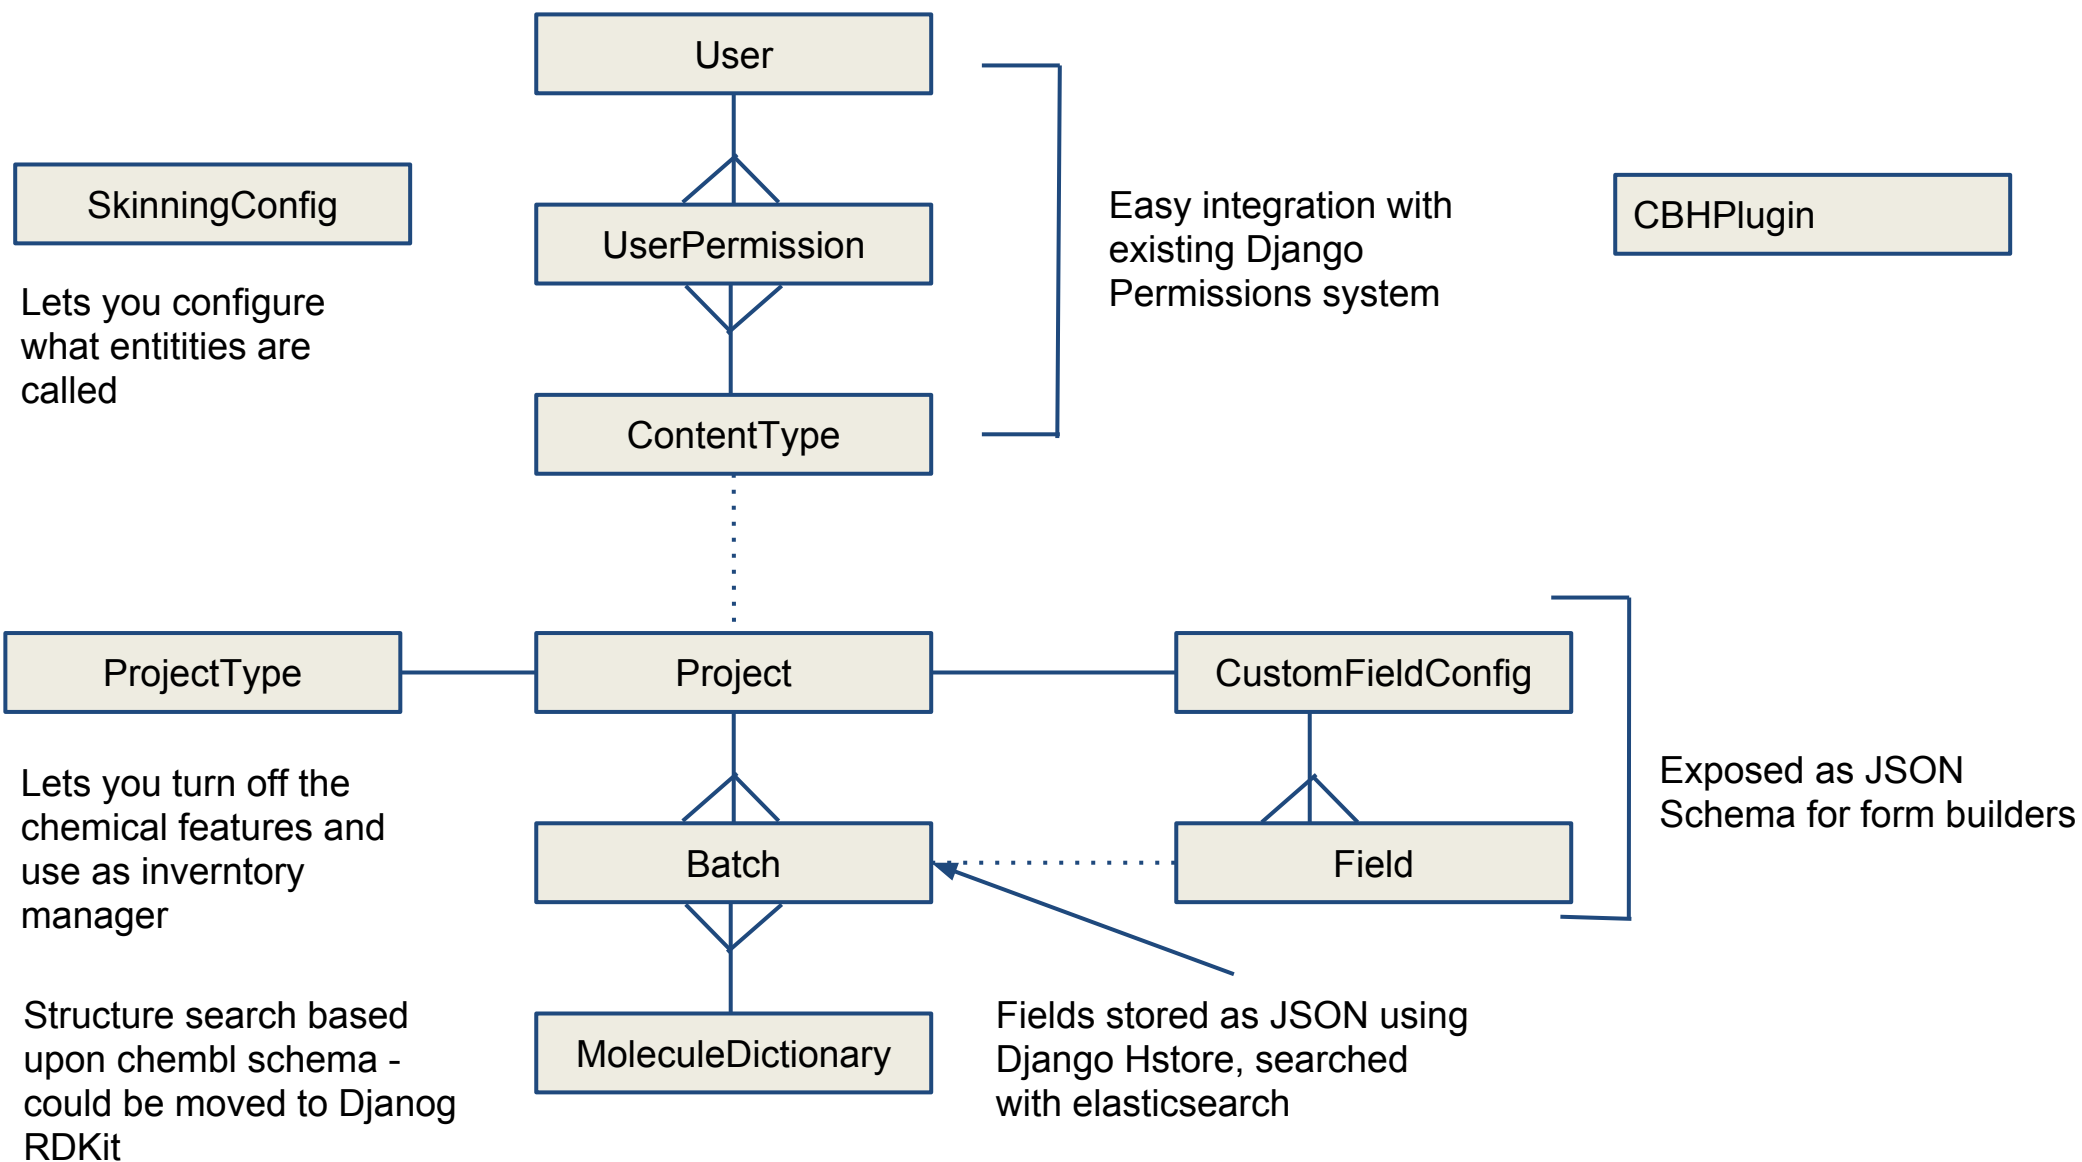 User
SkinningConfig
Lets you configure
what entitities are
called
UserPermission
ContentType
Easy integration with
existing Django
Permissions system
CBHPlugin
ProjectType
Project
CustomFieldConfig
Lets you turn off the
chemical features and
use as inverntory
manager
Batch
Field
Exposed as JSON
Schema for form builders
Structure search based
upon chembl schema -
could be moved to Djanog
RDKit
MoleculeDictionary
Fields stored as JSON using
Django Hstore, searched
with elasticsearch